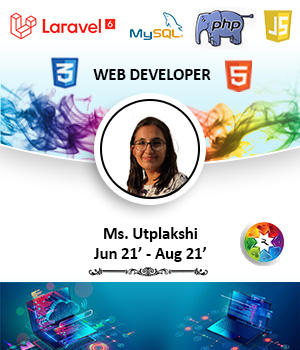 Laravel 6
MySQL
php
JS
3
WEB DEVELOPER
5
Ms. Utplakshi
Jun 21’ - Aug 21’